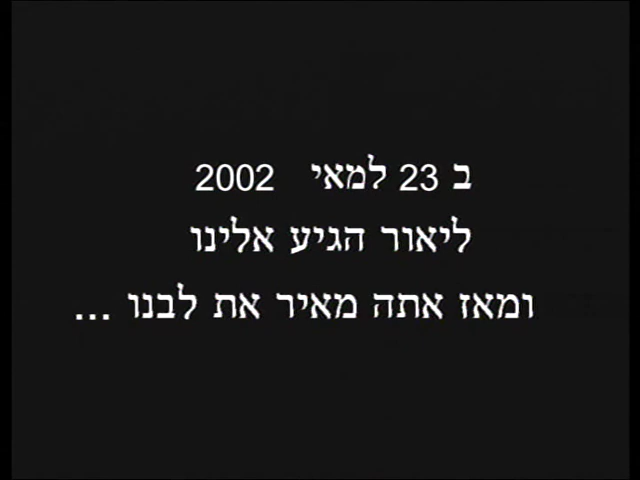 ב 23 למאי 2002
ליאור הגיע אלינו
ומאז אתה מאיר את לבנו ...